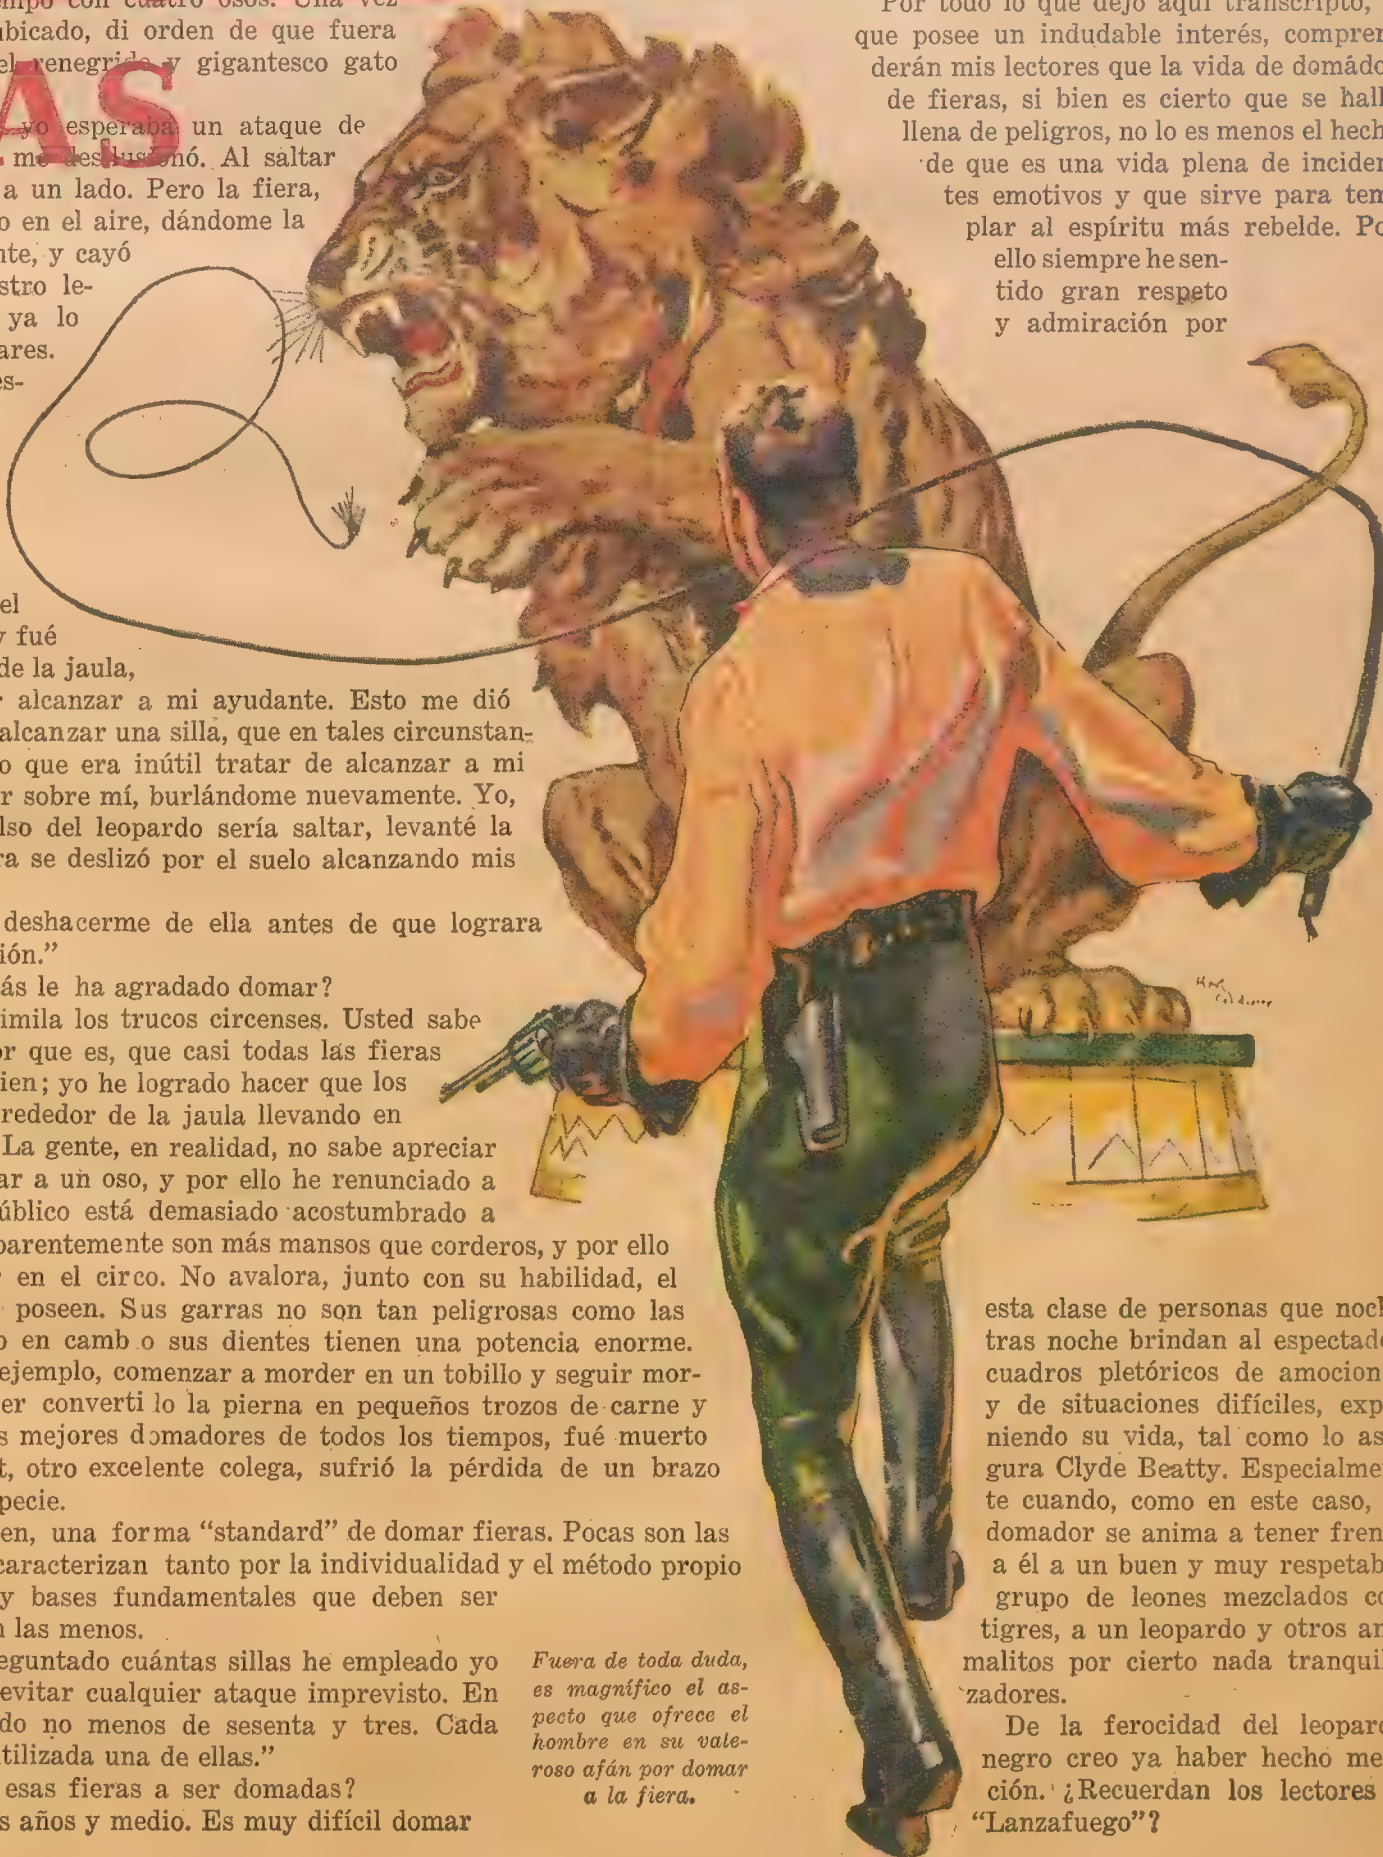 empo con cuatro osos. Una vez
ubicado, di orden de que fuera
el renegrido y gigantesco gato
AS
yo esperaba un ataque de
me desilusionó. Al saltar
a un lado. Pero la fiera,
o en el aire, dándome la
nte, y cayó
stro le-
ya lo
ares.
es-
el
y fué
de la jaula,
r alcanzar a mi ayudante. Esto me dió
alcanzar una silla, que en tales circunstan-
o que era inútil tratar de alcanzar a mi
r sobre mí, burlándome nuevamente. Yo,
lso del leopardo sería saltar, levanté la
ra se deslizó por el suelo alcanzando mis
deshacerme de ella antes de que lograra
ión.”
ás le ha agradado domar?
simila los trucos circenses. Usted sabe
or que es, que casi todas las fieras
ien; yo he logrado hacer que los
rededor de la jaula llevando en
La gente, en realidad, no sabe apreciar
ar a un oso, y por ello he renunciado a
úblico está demasiado acostumbrado a
parentemente son más mansos que corderos, y por ello
r en el circo. No avalora, junto con su habilidad, el
poseen. Sus garras no son tan peligrosas como las
o en camb o sus dientes tienen una potencia enorme.
ejemplo, comenzar a morder en un tobillo y seguir mor-
er converti lo la pierna en pequeños trozos de carne y
s mejores domadores de todos los tiempos, fué muerto
t, otro excelente colega, sufrió la pérdida de un brazo
pecie.
en, una forma “standard” de domar fieras. Pocas son las
caracterizan tanto por la individualidad y el método propio
y bases fundamentales que deben ser
n las menos.
eguntado cuántas sillas he empleado yo
evitar cualquier ataque imprevisto. En
do no menos de sesenta y tres. Cada
utilizada una de ellas.”
esas fieras a ser domadas?
s años y medio. Es muy difícil domar
Fuera de toda duda,
es magnífico el as-
pecto que ofrece el
hombre en su vale-
roso afán por domar
a la fiera.
Por todo lo que dejo aquí transcripto,
que posee un indudable interés, compren
derán mis lectores que la vida de domádo
de fieras, si bien es cierto que se hall
llena de peligros, no lo es menos el hech
de que es una vida plena de inciden
tes emotivos y que sirve para tem
plar al espíritu más rebelde. Po
ello siempre he sen-
tido gran respeto
y admiración por
esta clase de personas que noch
tras noche brindan al espectado
cuadros pletóricos de amocion
y de situaciones difíciles, exp
niendo su vida, tal como lo as
gura Clyde Beatty. Especialme
te cuando, como en este caso,
domador se anima a tener fren
a él a un buen y muy respetab
grupo de leones mezclados co
tigres, a un leopardo y otros an
malitos por cierto nada tranquil
zadores.
De la ferocidad del leopard
negro creo ya haber hecho me
ción. ¿Recuerdan los lectores
“Lanzafuego”?